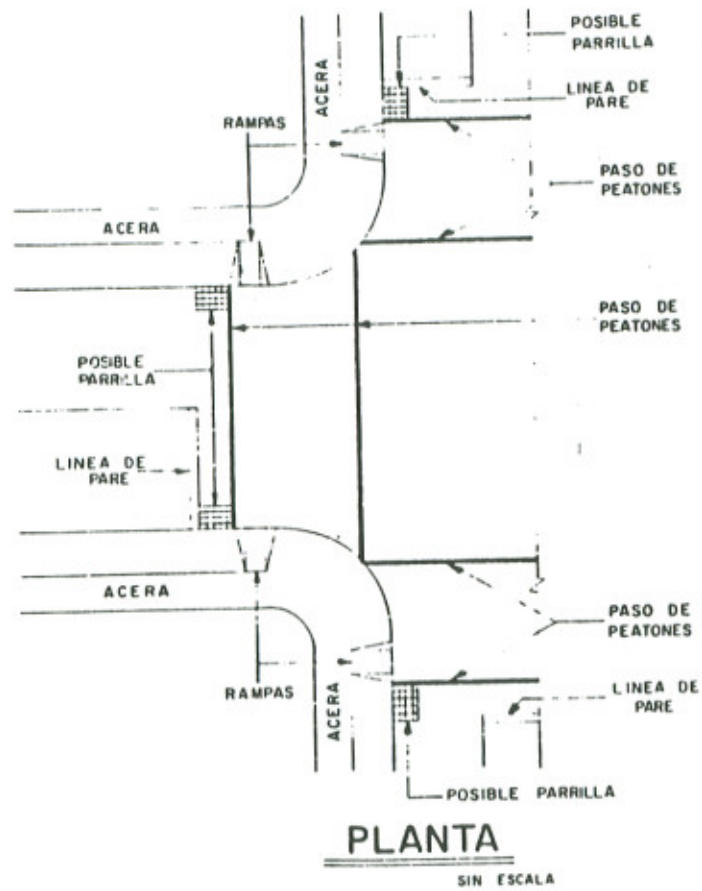 POSIBLE
PARRILLA
ACERA
LINEA DE
PARE
RAMPAS
PASO DE
PEATONES
ACERA
PASO DE
PEATONES
POSIBLE
PARRILLA
LINEA DE
PARE
ACERA
PASO DE
PEATONES
RAMPAS
ACERA
LINEA DE
PARE
POSIBLE PARRILLA
PLANTA
SIN ESCALA